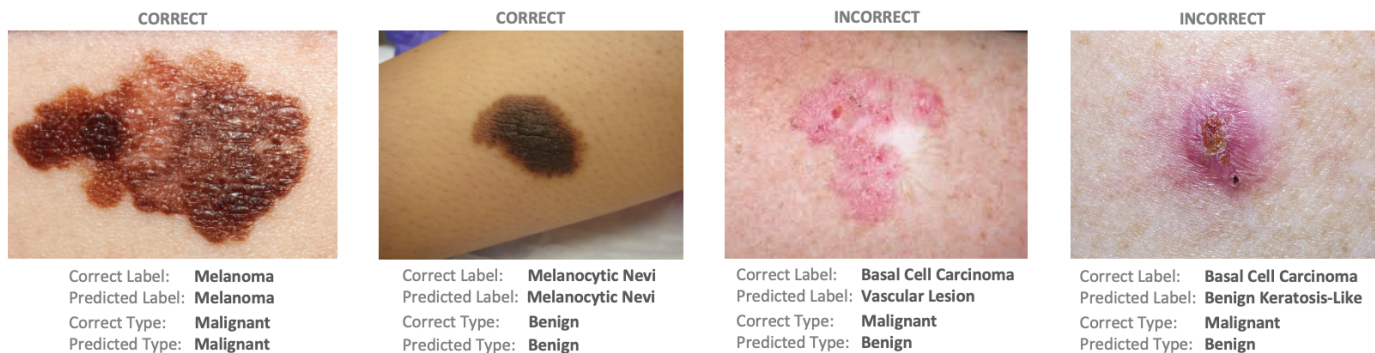 CORRECT
Correct Label: Melanoma
Predicted Label: Melanoma
Correct Type: Malignant
Predicted Type: Malignant
CORRECT
Correct Label: Melanocytic Nevi
Predicted Label: Melanocytic Nevi
Correct Type: Benign
Predicted Type: Benign
INCORRECT
Correct Label: Basal Cell Carcinoma
Predicted Label: Vascular Lesion
Correct Type: Malignant
Predicted Type: Benign
INCORRECT
Correct Label: Basal Cell Carcinoma
Predicted Label: Benign Keratosis-Like
Correct Type: Malignant
Predicted Type: Benign